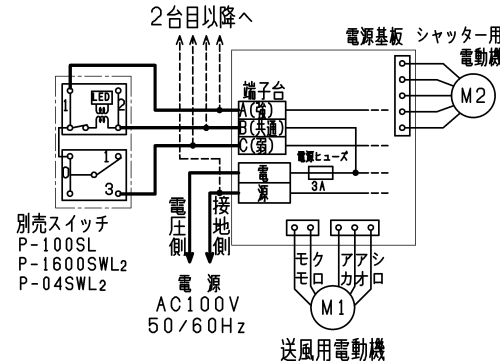 2台目以降へ
電源基板
シャッター用
電動機
M2
端子台
A(強)
B(共通)
C(弱)
電
源
電源ヒューズ
3A
LED
1
2
0
1
3
別売スイッチ
P-100SL
P-1600SWL2
P-04SWL2
電圧側
接地側
電 源
AC100V
50/60Hz
モモ
クロ
アカ
アオ
シロ
M1
送風用電動機